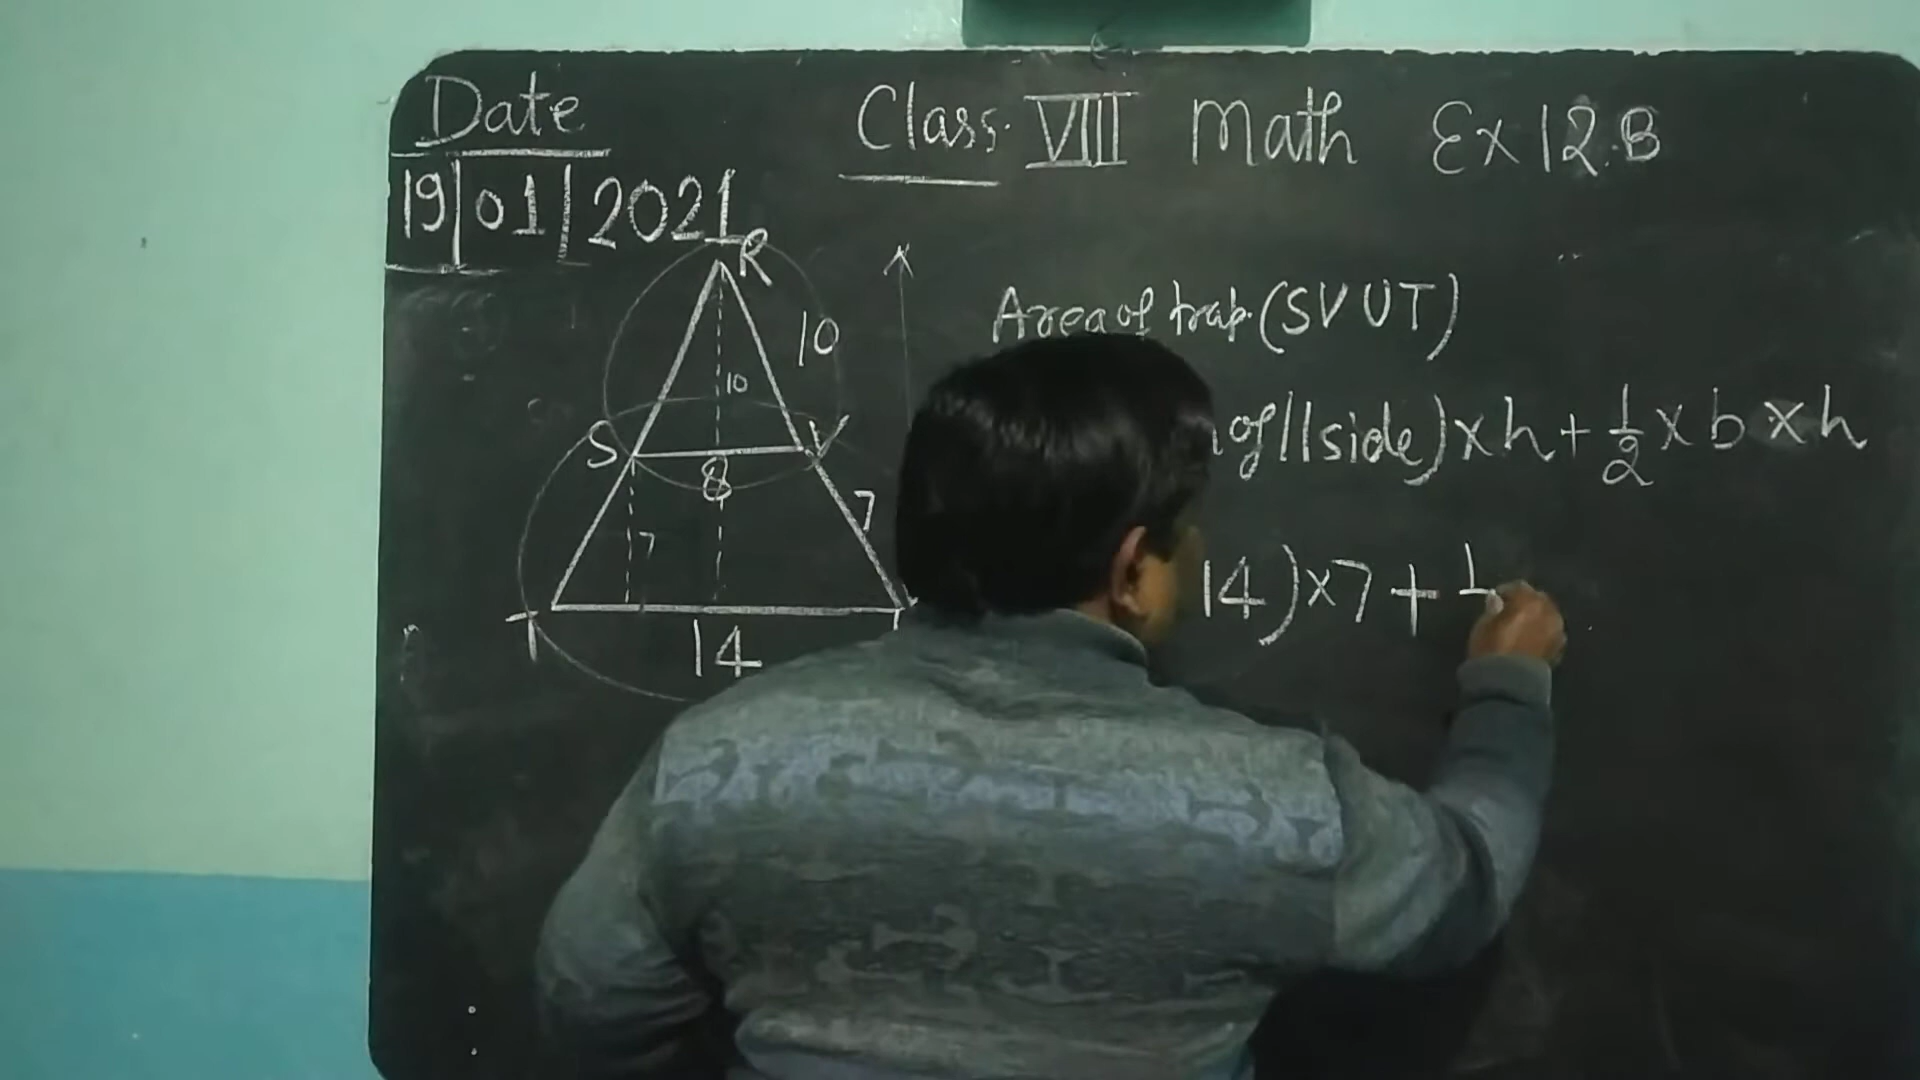 Date
Class VIII Math Ex 12.B
19|01|2021
R
10
10
Area of trap. (SVUT)
S V
8
of ||side) x h + 1/2 x b x h
7
7
14) x 7 + 1
T
14